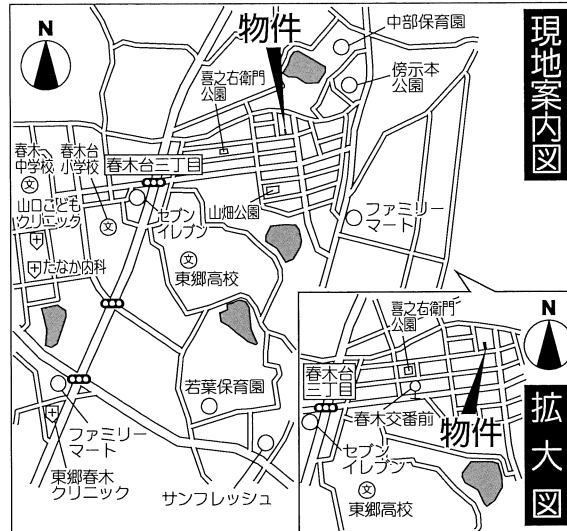 現地案内図
N
物件
中部保育園
傍示本
公園
喜之右衛門
公園
春木
中学校
春木台
小学校
春木台三丁目
文
山口こども
クリニック
文
セブン
イレブン
山畑公園
ファミリー
マート
たなか内科
文
東郷高校
若葉保育園
ファミリー
マート
東郷春木
クリニック
サンフレッシュ
拡大図
N
喜之右衛門
公園
春木台
三丁目
春木交番前
物件
セブン
イレブン
文
東郷高校